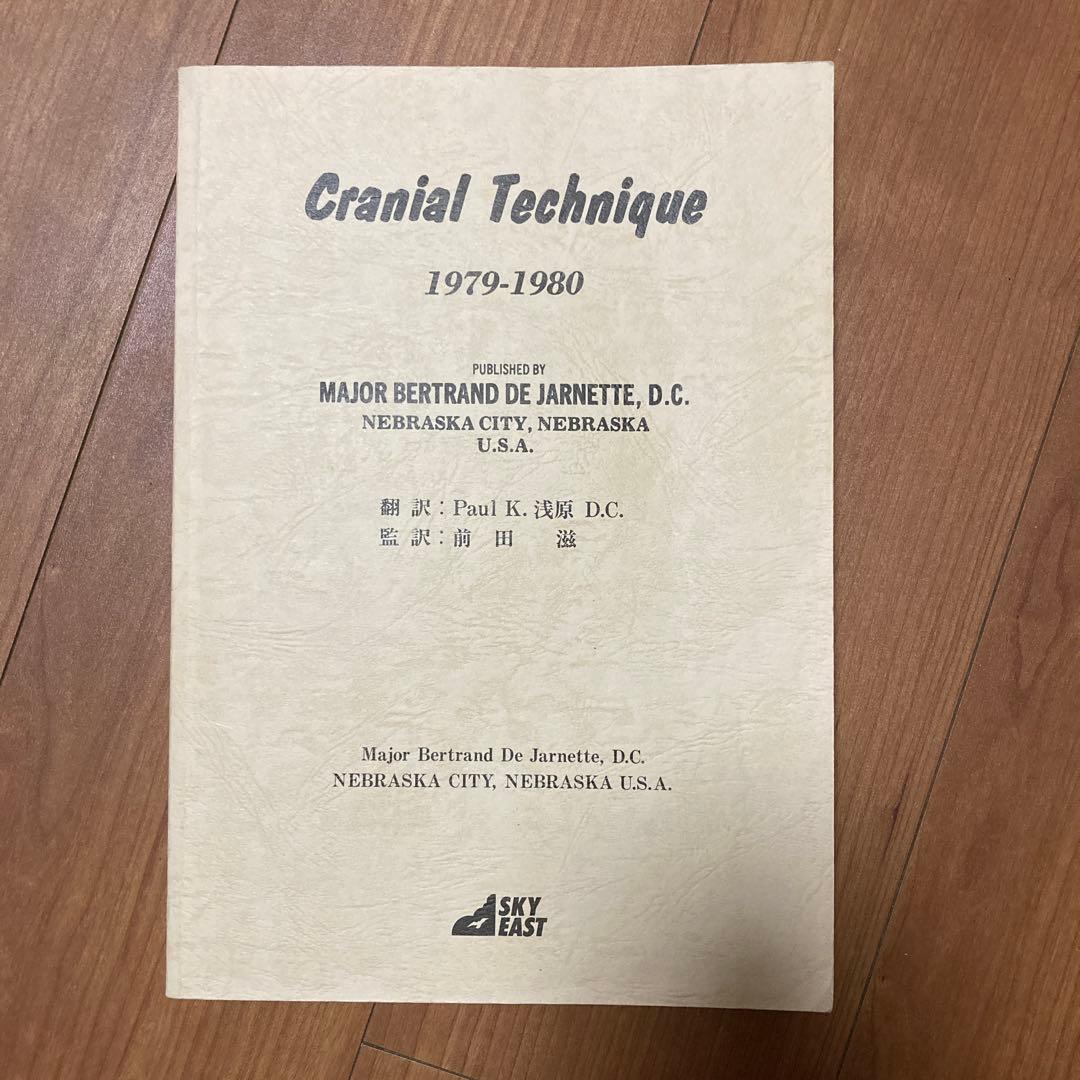 Cranial Technique
1979-1980
PUBLISHED BY
MAJOR BERTRAND DE JARNETTE, D.C.
NEBRASKA CITY, NEBRASKA
U.S.A.
翻 訳：Paul K. 浅原 D.C.
監 訳：前 田 滋
Major Bertrand De Jarnette, D.C.
NEBRASKA CITY, NEBRASKA U.S.A.
SKY
EAST